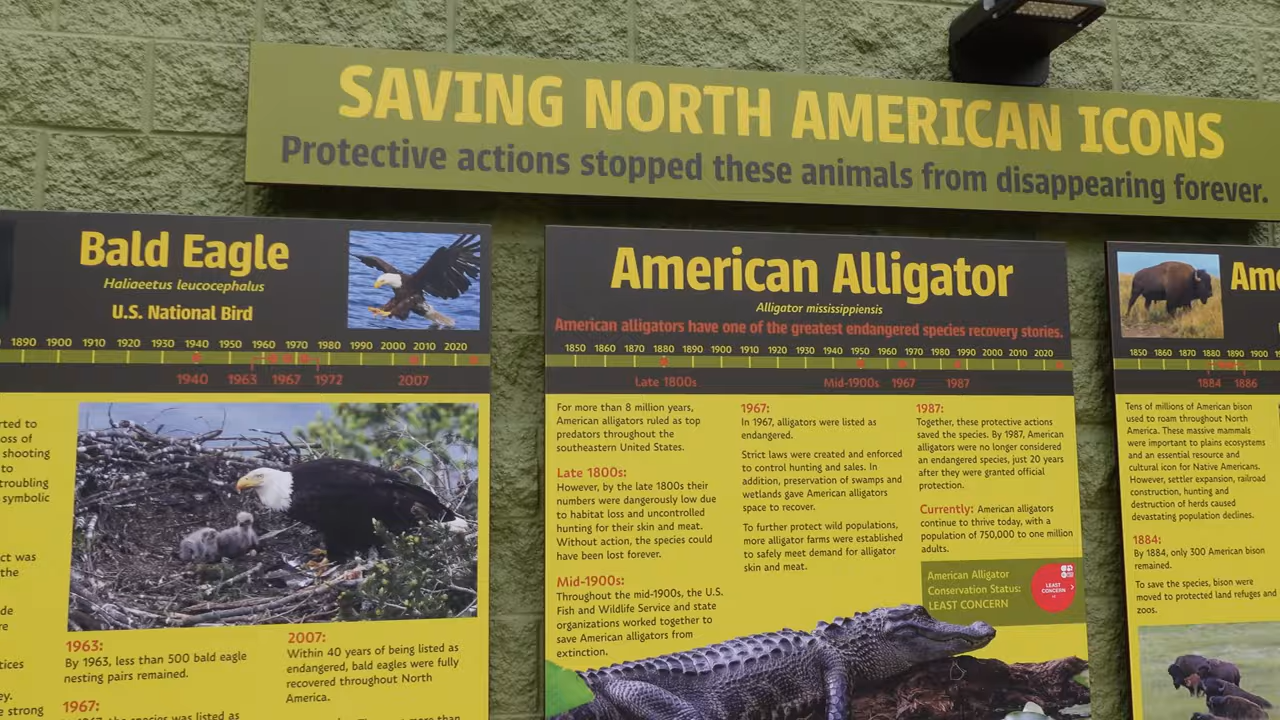 SAVING NORTH AMERICAN ICONS
Protective actions stopped these animals from disappearing forever.
Bald Eagle
Haliaeetus leucocephalus
U.S. National Bird
1890 1900 1910 1920 1930 1940 1950 1960 1970 1980 1990 2000 2010 2020
1940 1963 1967 1972 2007
rted to
oss of
shooting
to
troubling
symbolic
ct was
the
de
re
tices
ey.
e strong
1963:
By 1963, less than 500 bald eagle
nesting pairs remained.
1967:
2007:
Within 40 years of being listed as
endangered, bald eagles were fully
recovered throughout North
America.
American Alligator
Alligator mississippiensis
American alligators have one of the greatest endangered species recovery stories.
1850 1860 1870 1880 1890 1900 1910 1920 1930 1940 1950 1960 1970 1980 1990 2000 2010 2020
Late 1800s Mid-1900s 1967 1987
For more than 8 million years,
American alligators ruled as top
predators throughout the
southeastern United States.
Late 1800s:
However, by the late 1800s their
numbers were dangerously low due
to habitat loss and uncontrolled
hunting for their skin and meat.
Without action, the species could
have been lost forever.
Mid-1900s:
Throughout the mid-1900s, the U.S.
Fish and Wildlife Service and state
organizations worked together to
save American alligators from
extinction.
1967:
In 1967, alligators were listed as
endangered.
Strict laws were created and enforced
to control hunting and sales. In
addition, preservation of swamps and
wetlands gave American alligators
space to recover.
To further protect wild populations,
more alligator farms were established
to safely meet demand for alligator
skin and meat.
1987:
Together, these protective actions
saved the species. By 1987, American
alligators were no longer considered
an endangered species, just 20 years
after they were granted official
protection.
Currently: American alligators
continue to thrive today, with a
population of 750,000 to one million
adults.
American Alligator
Conservation Status:
LEAST CONCERN
LEAST
CONCERN
Ame
1850 1860 1870 1880 1890 1900
1884 1886
Tens of millions of American bison
used to roam throughout North
America. These massive mammals
were important to plains ecosystems
and an essential resource and
cultural icon for Native Americans.
However, settler expansion, railroad
construction, hunting and
destruction of herds caused
devastating population declines.
1884:
By 1884, only 300 American bison
remained.
To save the species, bison were
moved to protected land refuges and
zoos.